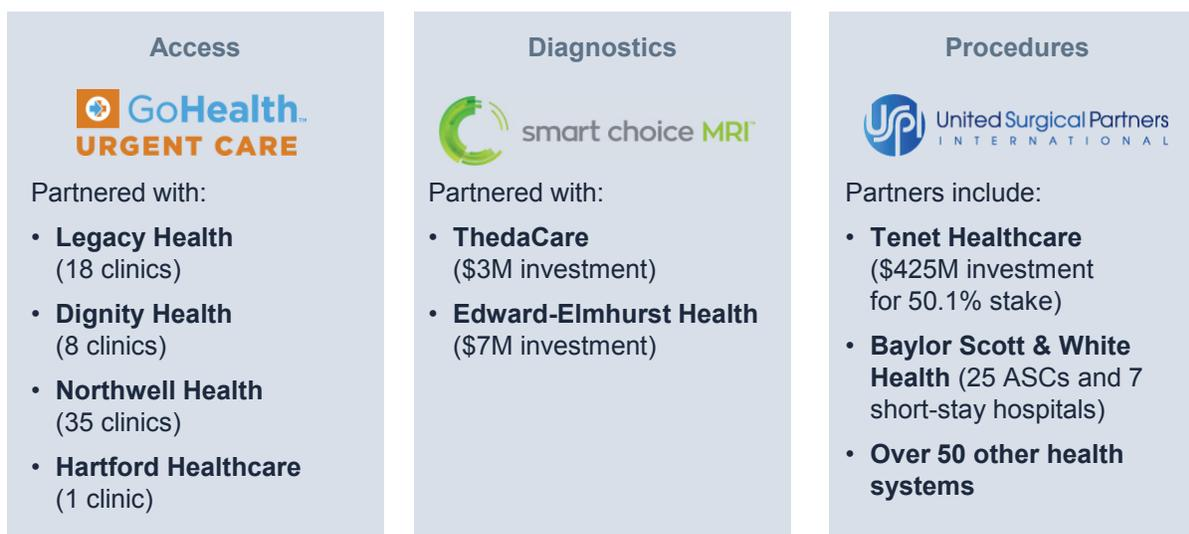 Access
GoHealth™
URGENT CARE
Partnered with:
• Legacy Health
(18 clinics)
• Dignity Health
(8 clinics)
• Northwell Health
(35 clinics)
• Hartford Healthcare
(1 clinic)
Diagnostics
smart choice MRI™
Partnered with:
• ThedaCare
($3M investment)
• Edward-Elmhurst Health
($7M investment)
Procedures
USPI
United Surgical Partners
INTERNATIONAL
Partners include:
• Tenet Healthcare
($425M investment
for 50.1% stake)
• Baylor Scott & White
Health (25 ASCs and 7
short-stay hospitals)
• Over 50 other health
systems